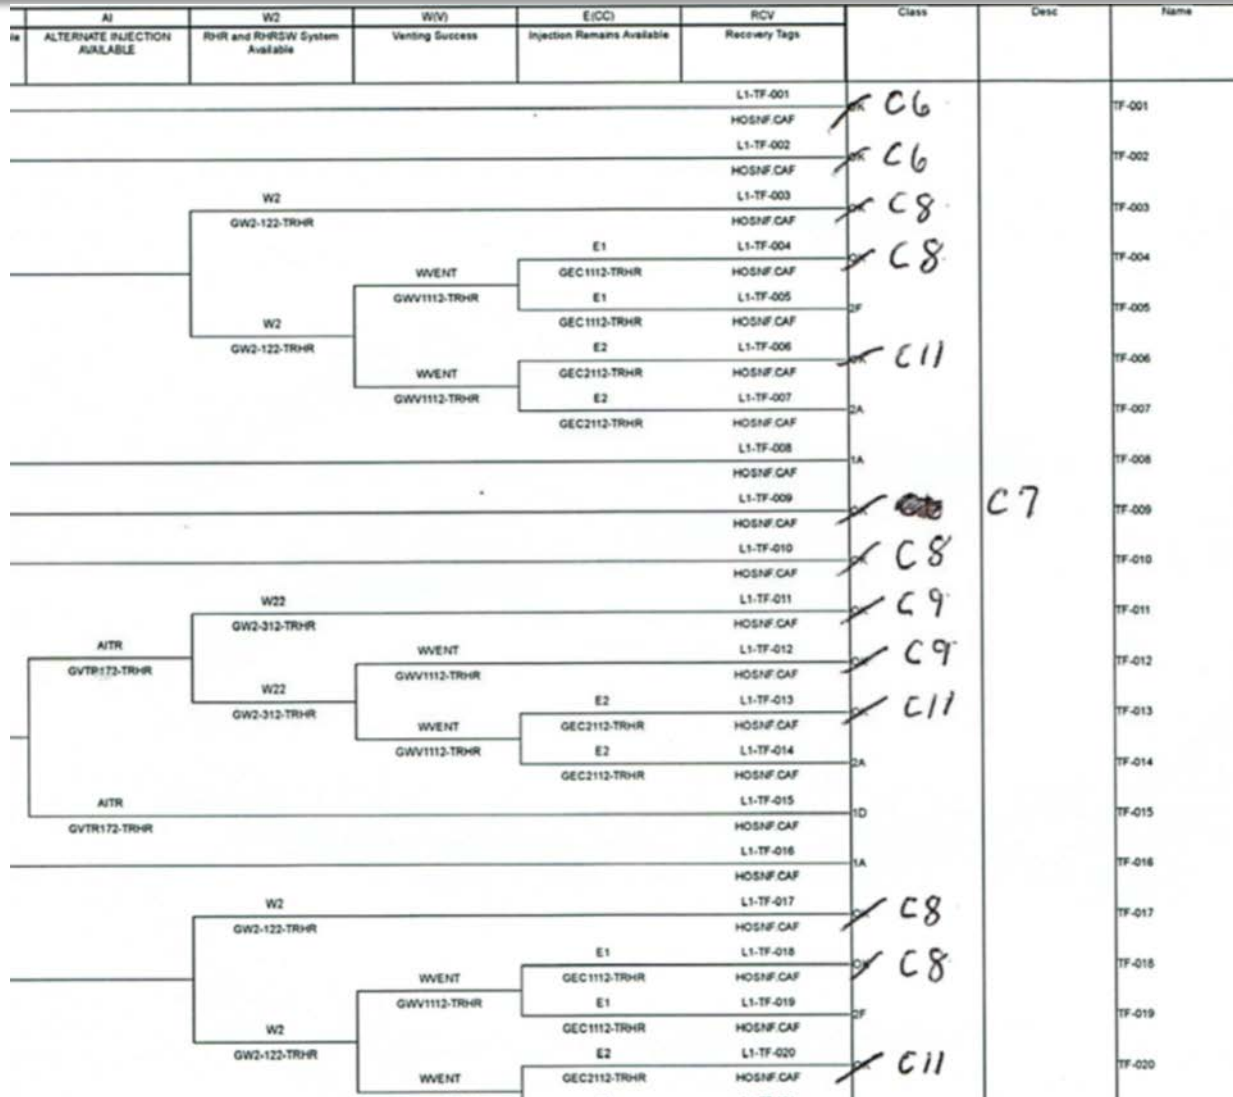 AI W2 W(V) E(CC) RCV Class Desc Name
ALTERNATE INJECTION RHR and RHRSW System Venting Success Injection Remains Available Recovery Tags
AVAILABLE Available
L1-TF-001
C6 TF-001
HOSNF.CAF
L1-TF-002
OK C6 TF-002
HOSNF.CAF
W2 L1-TF-003
C8 TF-003
GW2-122-TRHR HOSNF.CAF
E1 L1-TF-004
C8 TF-004
WVENT GEC1112-TRHR HOSNF.CAF
GWV1112-TRHR E1 L1-TF-005
2F TF-005
W2 GEC1112-TRHR HOSNF.CAF
GW2-122-TRHR E2 L1-TF-006
C11 TF-006
WVENT GEC2112-TRHR HOSNF.CAF
GWV1112-TRHR E2 L1-TF-007
2A TF-007
GEC2112-TRHR HOSNF.CAF
L1-TF-008
1A TF-008
HOSNF.CAF
L1-TF-009
C7 TF-009
HOSNF.CAF
L1-TF-010
C8 TF-010
HOSNF.CAF
W22 L1-TF-011
C9 TF-011
GW2-312-TRHR HOSNF.CAF
AITR WVENT L1-TF-012
C9 TF-012
GVTR172-TRHR GWV1112-TRHR HOSNF.CAF
W22 E2 L1-TF-013
C11 TF-013
GW2-312-TRHR WVENT GEC2112-TRHR HOSNF.CAF
GWV1112-TRHR E2 L1-TF-014
2A TF-014
GEC2112-TRHR HOSNF.CAF
AITR L1-TF-015
1D TF-015
GVTR172-TRHR HOSNF.CAF
L1-TF-016
1A TF-016
HOSNF.CAF
W2 L1-TF-017
C8 TF-017
GW2-122-TRHR HOSNF.CAF
E1 L1-TF-018
OK C8 TF-018
WVENT GEC1112-TRHR HOSNF.CAF
GWV1112-TRHR E1 L1-TF-019
2F TF-019
W2 GEC1112-TRHR HOSNF.CAF
GW2-122-TRHR E2 L1-TF-020
C11 TF-020
WVENT GEC2112-TRHR HOSNF.CAF